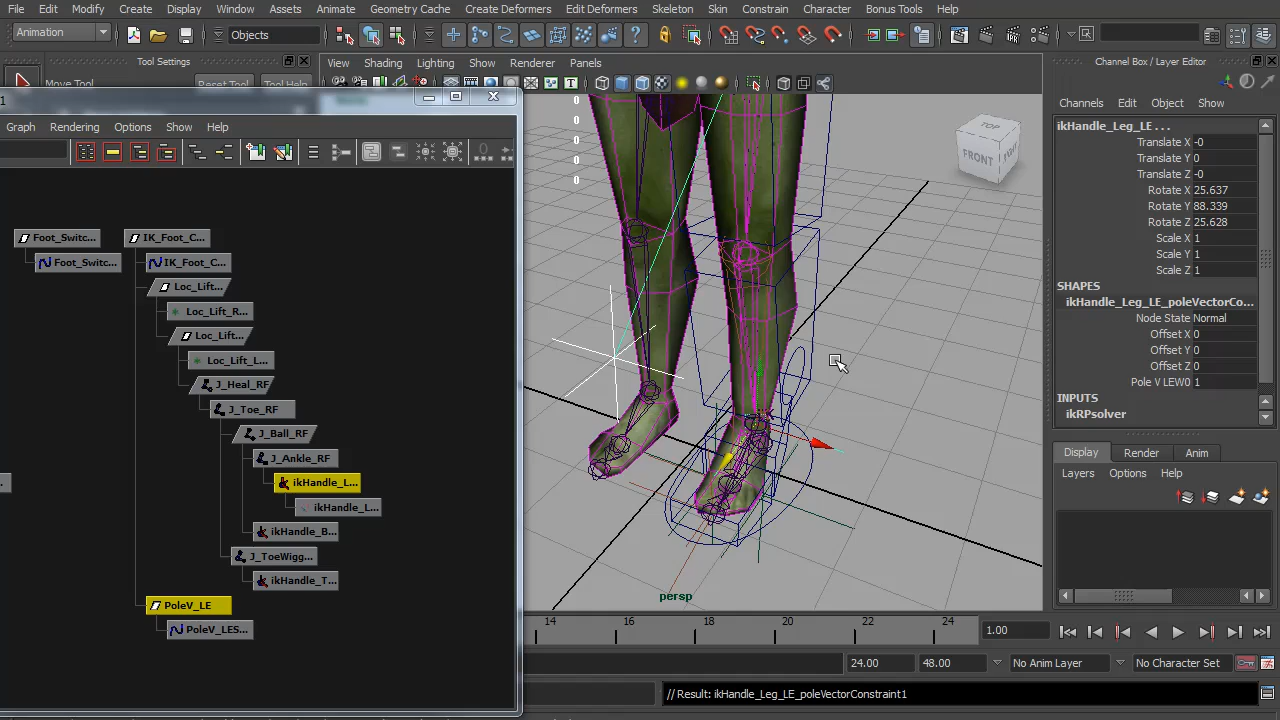 File Edit Modify Create Display Window Assets Animate Geometry Cache Create Deformers Edit Deformers Skeleton Skin Constrain Character Bonus Tools Help
Animation
Objects
Tool Settings
View Shading Lighting Show Renderer Panels
Channel Box / Layer Editor
Move Tool
Reset Tool Tool Help
1
Channels Edit Object Show
Graph Rendering Options Show Help
0
0
0
0
0
TOP
FRONT
ikHandle_Leg_LE . . .
Translate X -0
Translate Y 0
Translate Z -0
Rotate X 25.637
Rotate Y 88.339
Rotate Z 25.628
Scale X 1
Scale Y 1
Scale Z 1
SHAPES
ikHandle_Leg_LE_poleVectorCo...
Node State Normal
Offset X 0
Offset Y 0
Offset Z 0
Pole V LEW0 1
INPUTS
ikRPsolver
Foot_Switc...
Foot_Switc...
IK_Foot_C...
IK_Foot_C...
Loc_Lift...
Loc_Lift_R...
Loc_Lift...
Loc_Lift_L...
J_Heal_RF
J_Toe_RF
J_Ball_RF
J_Ankle_RF
ikHandle_L...
ikHandle_L...
ikHandle_B...
J_ToeWigg...
ikHandle_T...
PoleV_LE
PoleV_LES...
persp
Display Render Anim
Layers Options Help
14 16 18 20 22 24
1.00
24.00 48.00 No Anim Layer No Character Set
// Result: ikHandle_Leg_LE_poleVectorConstraint1